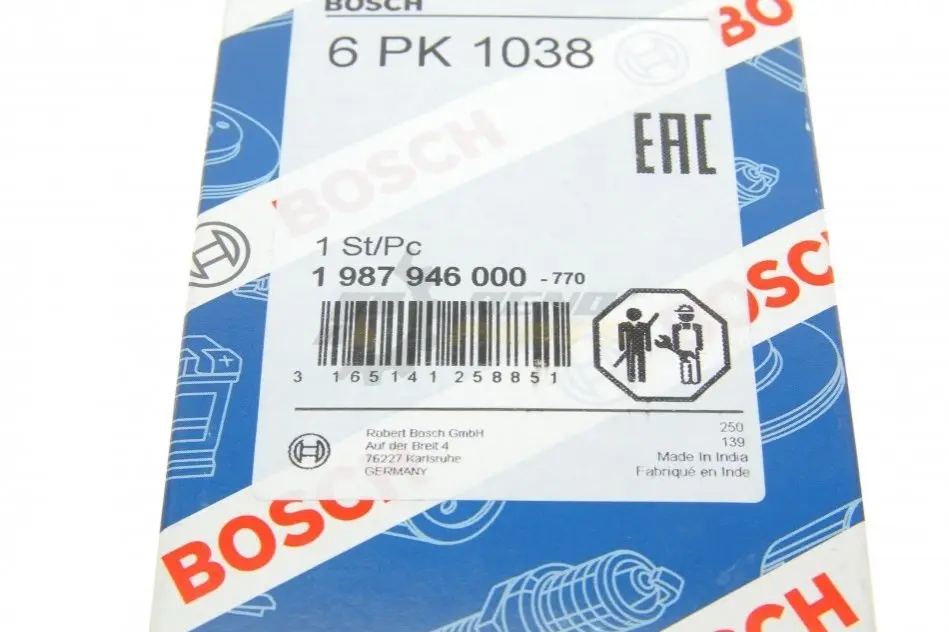 BOSCH
6 PK 1038
BOSCH
EAC
BOSCH
1 St/Pc
1 987 946 000 - 770
OSCH
3 165141 258851
Robert Bosch GmbH
Auf der Breit 4
76227 Karlsruhe
GERMANY
250
139
Made In India
Fabriqué en Inde
BOSCH
BOSCH